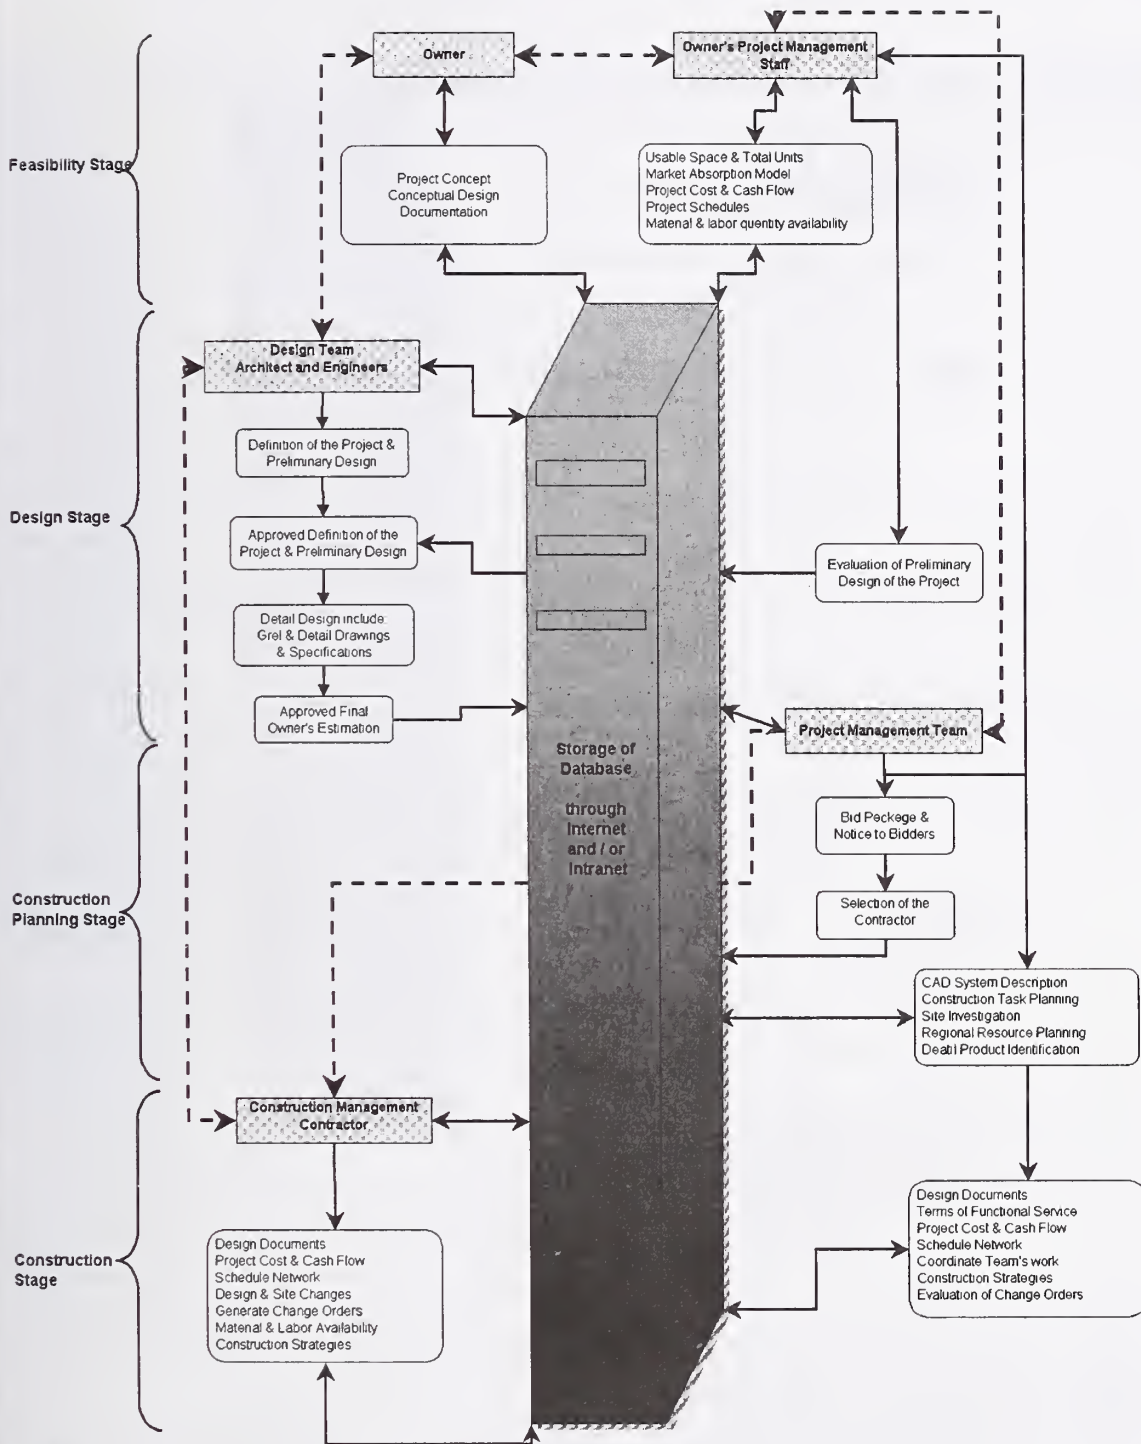 Owner
Owner's Project Management
Staff
Feasibility Stage
Project Concept
Conceptual Design
Documentation
Usable Space & Total Units
Market Absorption Model
Project Cost & Cash Flow
Project Schedules
Material & labor quantity availability
Design Team
Architect and Engineers
Definition of the Project &
Preliminary Design
Design Stage
Approved Definition of the
Project & Preliminary Design
Evaluation of Preliminary
Design of the Project
Detail Design include:
Grel & Detail Drawings
& Specifications
Approved Final
Owner's Estimation
Project Management Team
Storage of
Database
through
Internet
and / or
Intranet
Bid Peckege &
Notice to Bidders
Construction
Planning Stage
Selection of the
Contractor
CAD System Description
Construction Task Planning
Site Investigation
Regional Resource Planning
Deatil Product Identification
Construction Management
Contractor
Construction
Stage
Design Documents
Project Cost & Cash Flow
Schedule Network
Design & Site Changes
Generate Change Orders
Material & Labor Availability
Construction Strategies
Design Documents
Terms of Functional Service
Project Cost & Cash Flow
Schedule Network
Coordinate Team's work
Construction Strategies
Evaluation of Change Orders